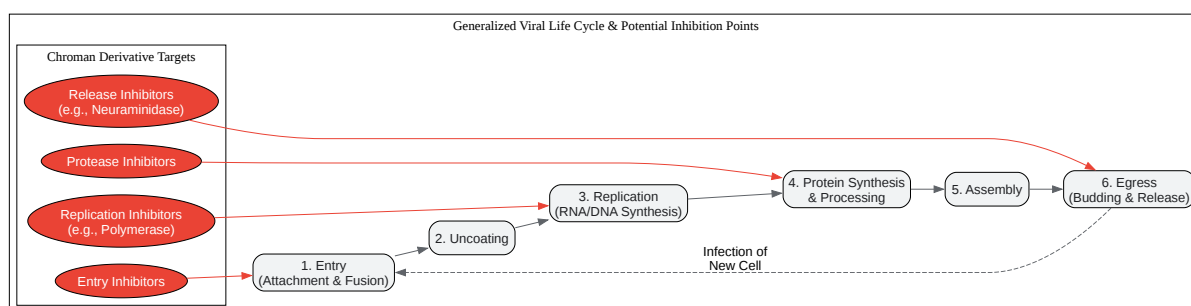 Generalized Viral Life Cycle & Potential Inhibition Points
Chroman Derivative Targets
Release Inhibitors
(e.g., Neuraminidase)
Protease Inhibitors
Replication Inhibitors
(e.g., Polymerase)
Entry Inhibitors
1. Entry
(Attachment & Fusion)
2. Uncoating
3. Replication
(RNA/DNA Synthesis)
4. Protein Synthesis
& Processing
5. Assembly
6. Egress
(Budding & Release)
Infection of
New Cell